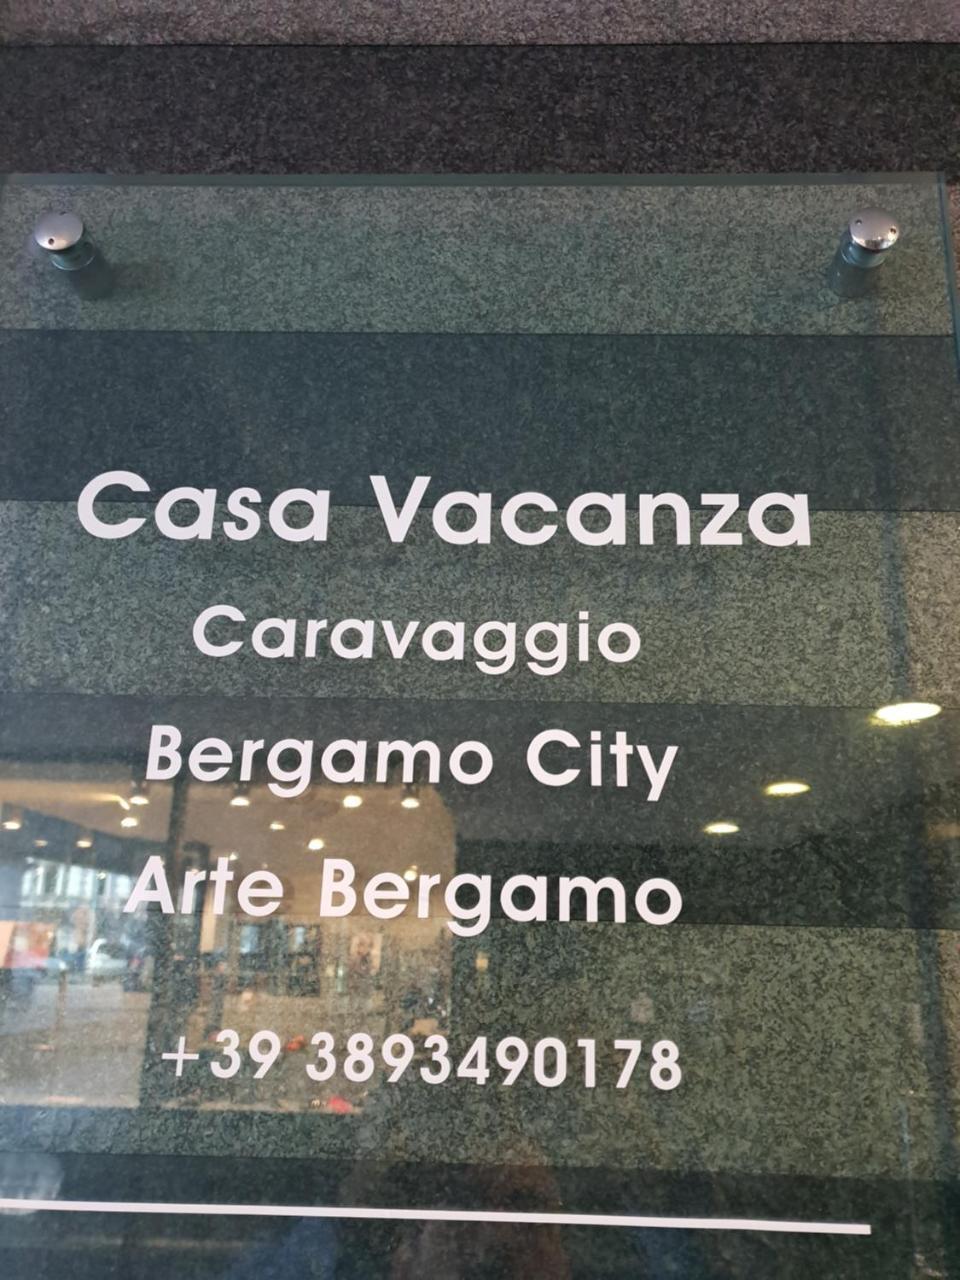 Casa Vacanza
Caravaggio
Bergamo City
Arte Bergamo
+39 3893490178